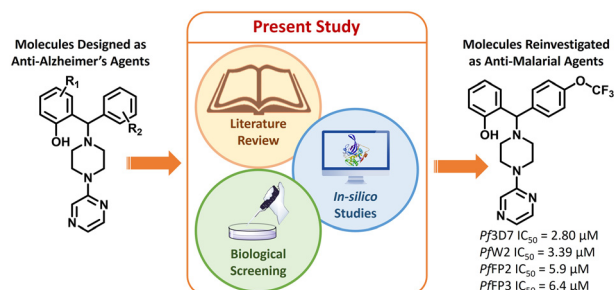 Present Study
Molecules Designed as
Anti-Alzheimer's Agents
R1
R2
OH
N
N
N
N
Literature
Review
In-silico
Studies
Biological
Screening
Molecules Reinvestigated
as Anti-Malarial Agents
O
CF3
OH
N
N
N
N
Pf3D7 IC50 = 2.80 µM
PfW2 IC50 = 3.39 µM
PfFP2 IC50 = 5.9 µM
PfFP3 IC50 = 6.4 µM